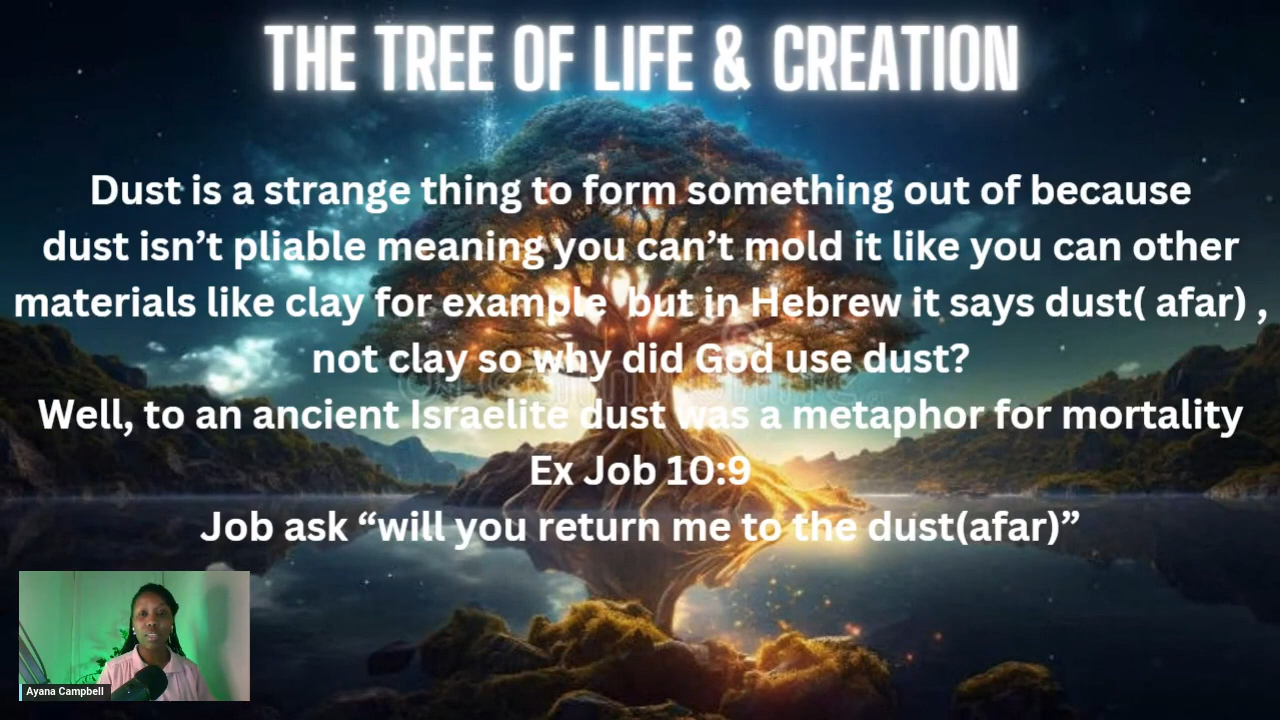 THE TREE OF LIFE & CREATION
Dust is a strange thing to form something out of because
dust isn’t pliable meaning you can’t mold it like you can other
materials like clay for example but in Hebrew it says dust( afar) ,
not clay so why did God use dust?
Well, to an ancient Israelite dust was a metaphor for mortality
Ex Job 10:9
Job ask “will you return me to the dust(afar)”
Ayana Campbell